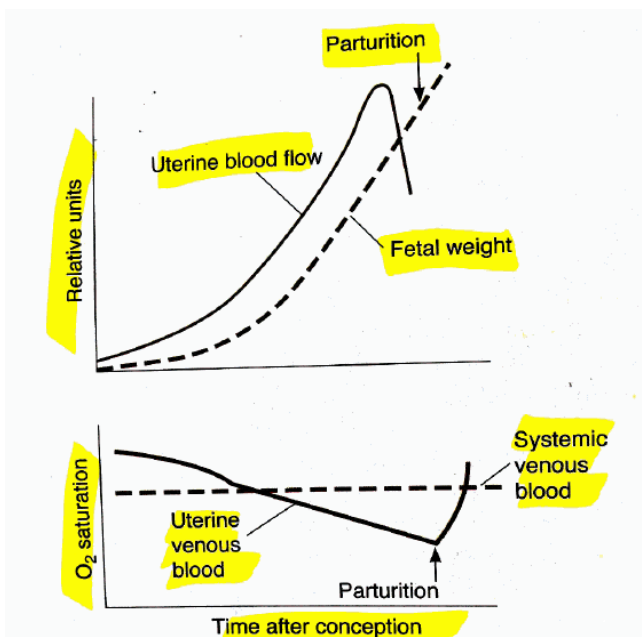 Parturition
Uterine blood flow
Relative units
Fetal weight
Systemic
venous
blood
O₂ saturation
Uterine
venous
blood
Parturition
Time after conception